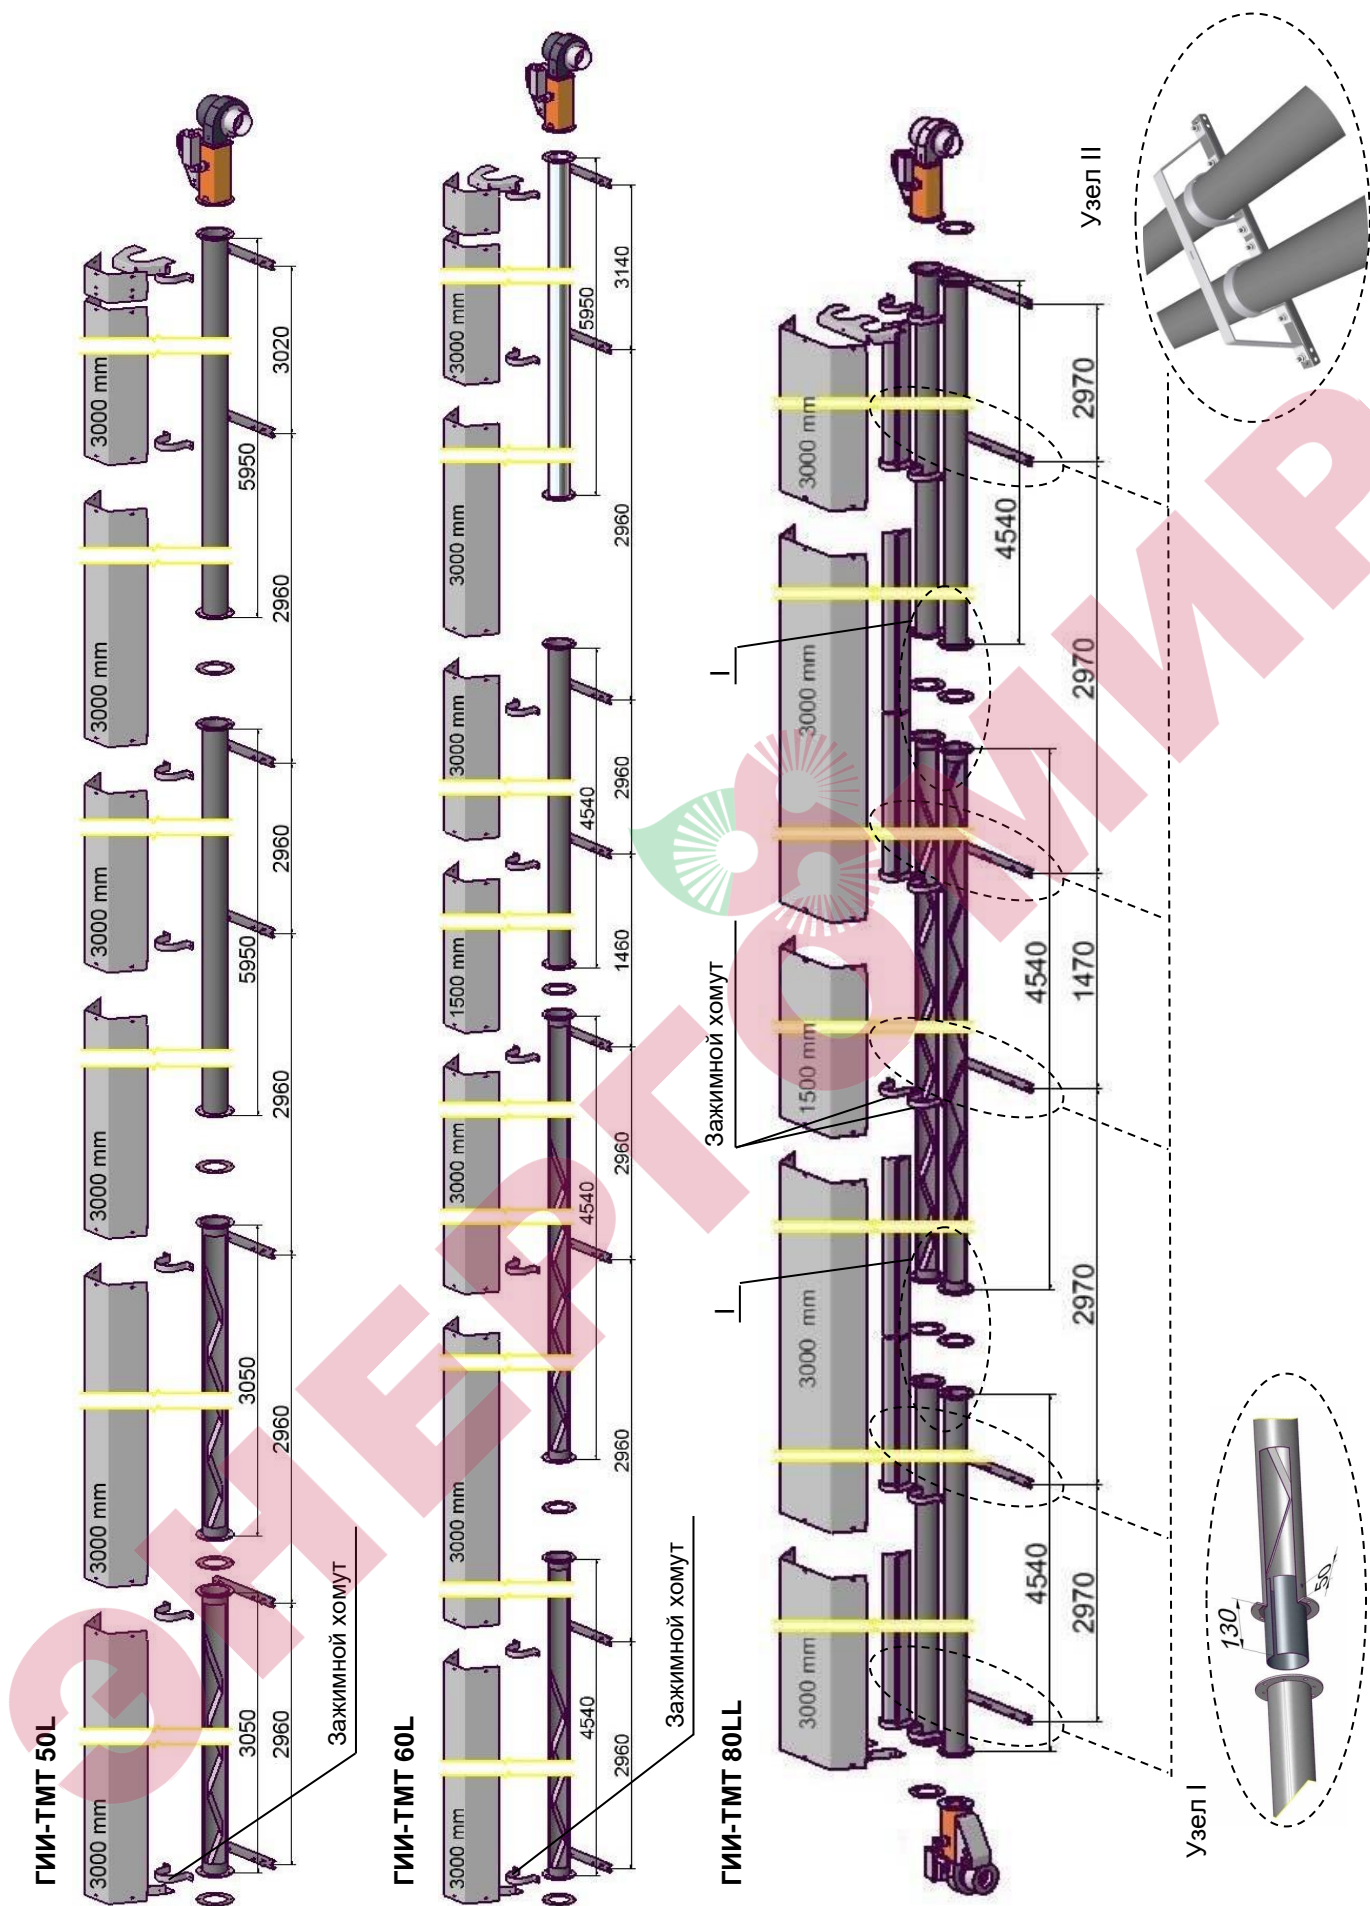 ГИИ-ТМТ 50L
3000 mm
3000 mm
3000 mm
3000 mm
3000 mm
3000 mm
3050
3050
5950
5950
2960
2960
2960
2960
2960
3020
Зажимной хомут
ГИИ-ТМТ 60L
3000 mm
3000 mm
3000 mm
1500 mm
3000 mm
3000 mm
3000 mm
4540
4540
4540
5950
2960
2960
2960
1460
2960
2960
3140
Зажимной хомут
ГИИ-ТМТ 80LL
3000 mm
3000 mm
1500 mm
3000 mm
3000 mm
I
I
Зажимной хомут
4540
4540
4540
2970
2970
1470
2970
2970
Узел I
130
50
Узел II
ЭНЕРГОМИР